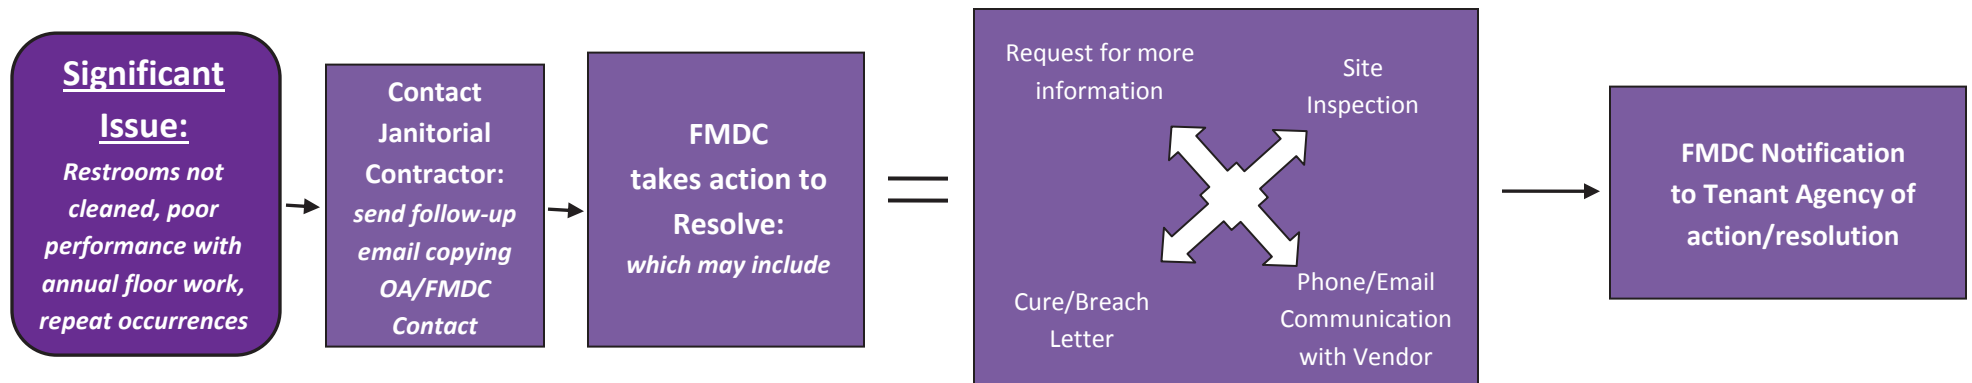 Significant
Issue:
Restrooms not
cleaned, poor
performance with
annual floor work,
repeat occurrences
Contact
Janitorial
Contractor:
send follow-up
email copying
OA/FMDC
Contact
FMDC
takes action to
Resolve:
which may include
Request for more
information
Site
Inspection
Cure/Breach
Letter
Phone/Email
Communication
with Vendor
FMDC Notification
to Tenant Agency of
action/resolution